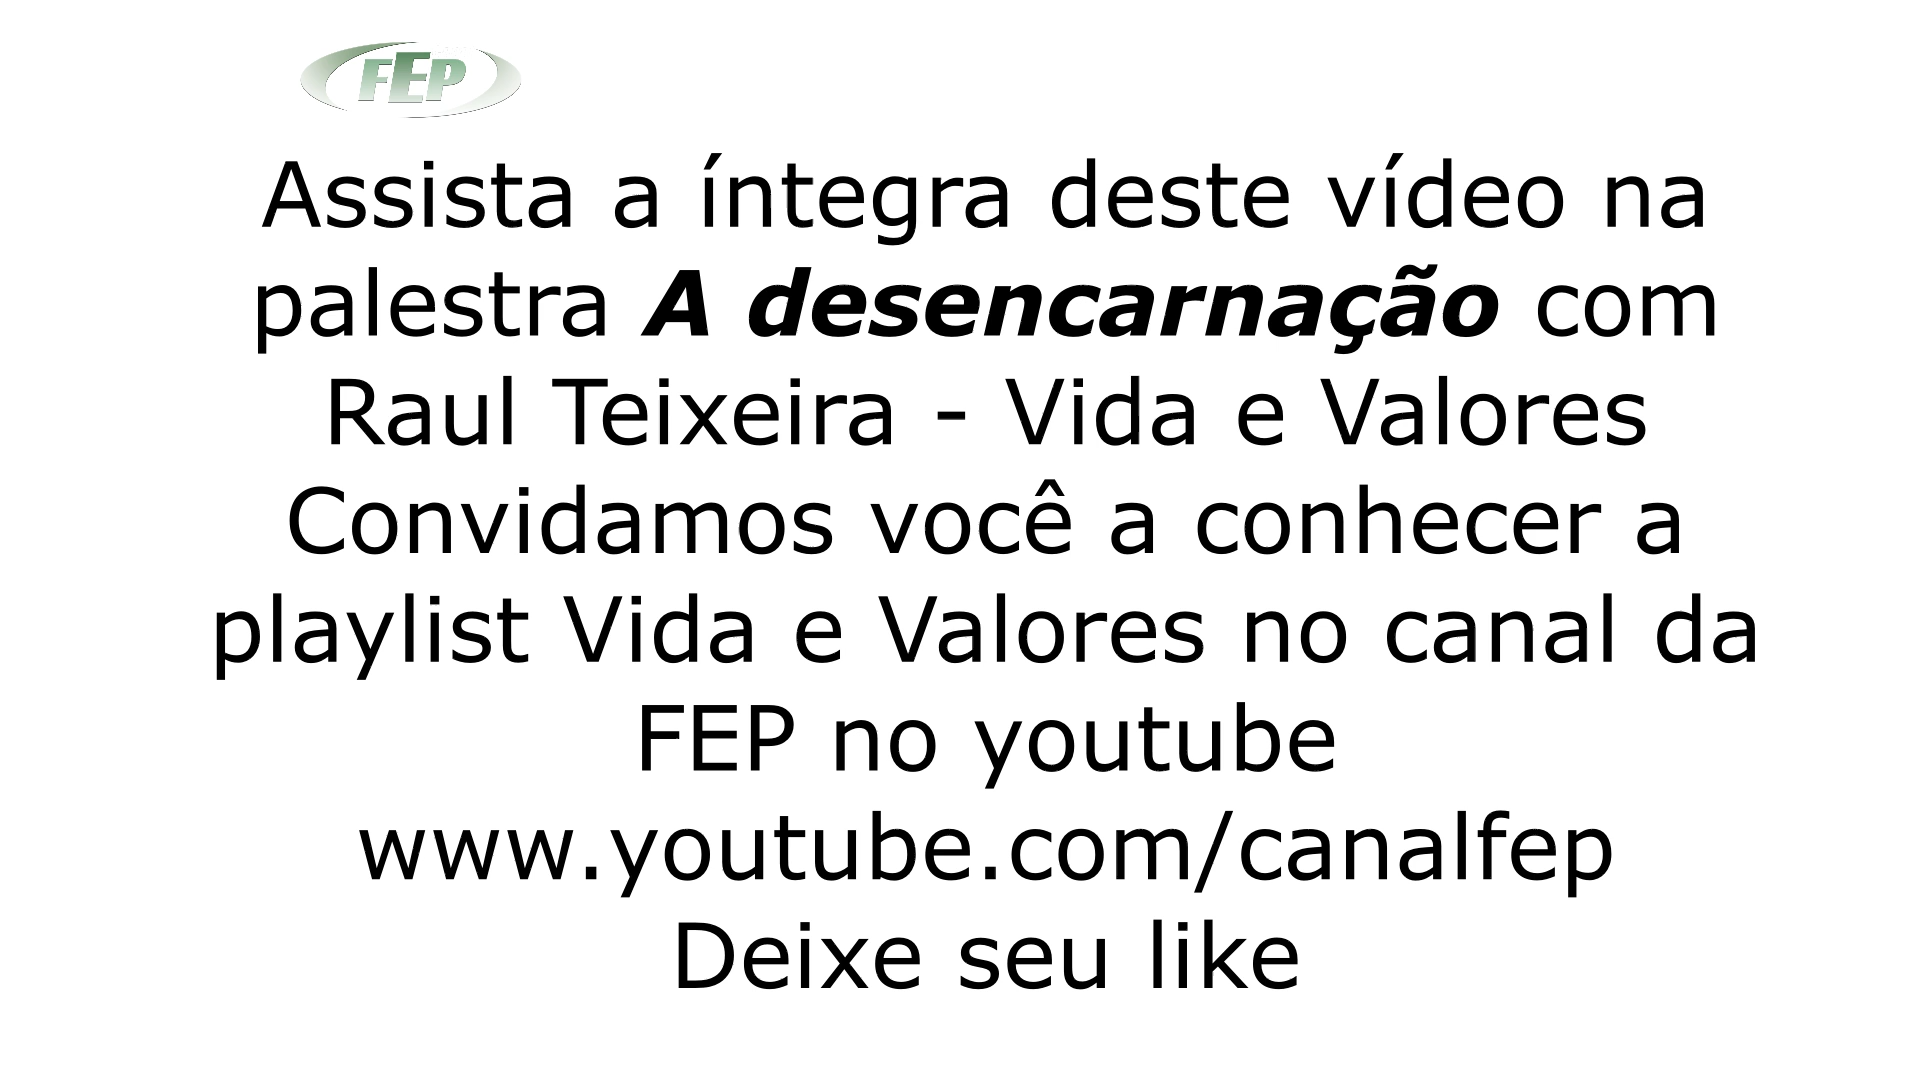 FEP
Assista a íntegra deste vídeo na
palestra A desencarnação com
Raul Teixeira - Vida e Valores
Convidamos você a conhecer a
playlist Vida e Valores no canal da
FEP no youtube
www.youtube.com/canalfep
Deixe seu like